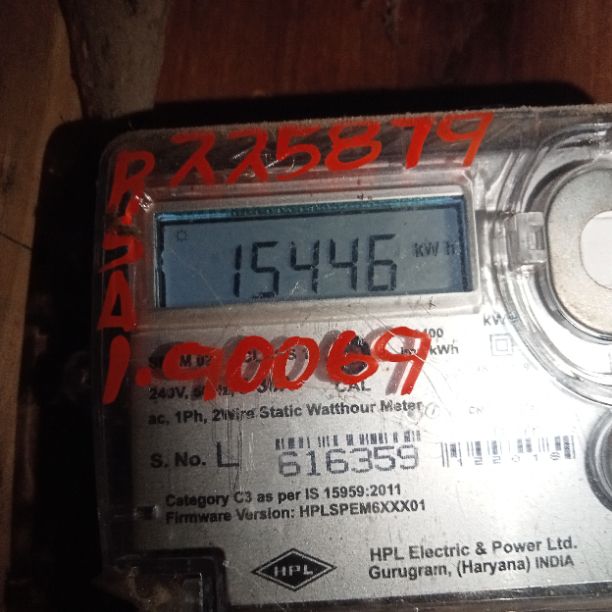 R 225879
15446 kWh
1.90069
240V,
ac, 1Ph, 2Wire Static Watthour Meter
S. No. L 616359
Category C3 as per IS 15959:2011
Firmware Version: HPLSPEM6XXX01
HPL
HPL Electric & Power Ltd.
Gurugram, (Haryana) INDIA